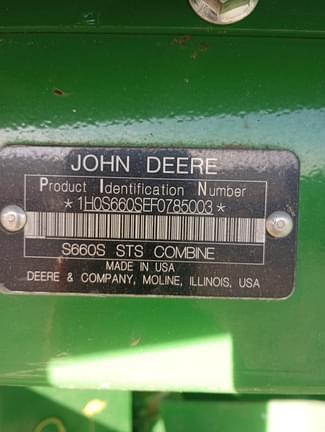 JOHN DEERE
Product Identification Number
*1H0S660SEF0785003*
S660S STS COMBINE
MADE IN USA
DEERE & COMPANY, MOLINE, ILLINOIS, USA